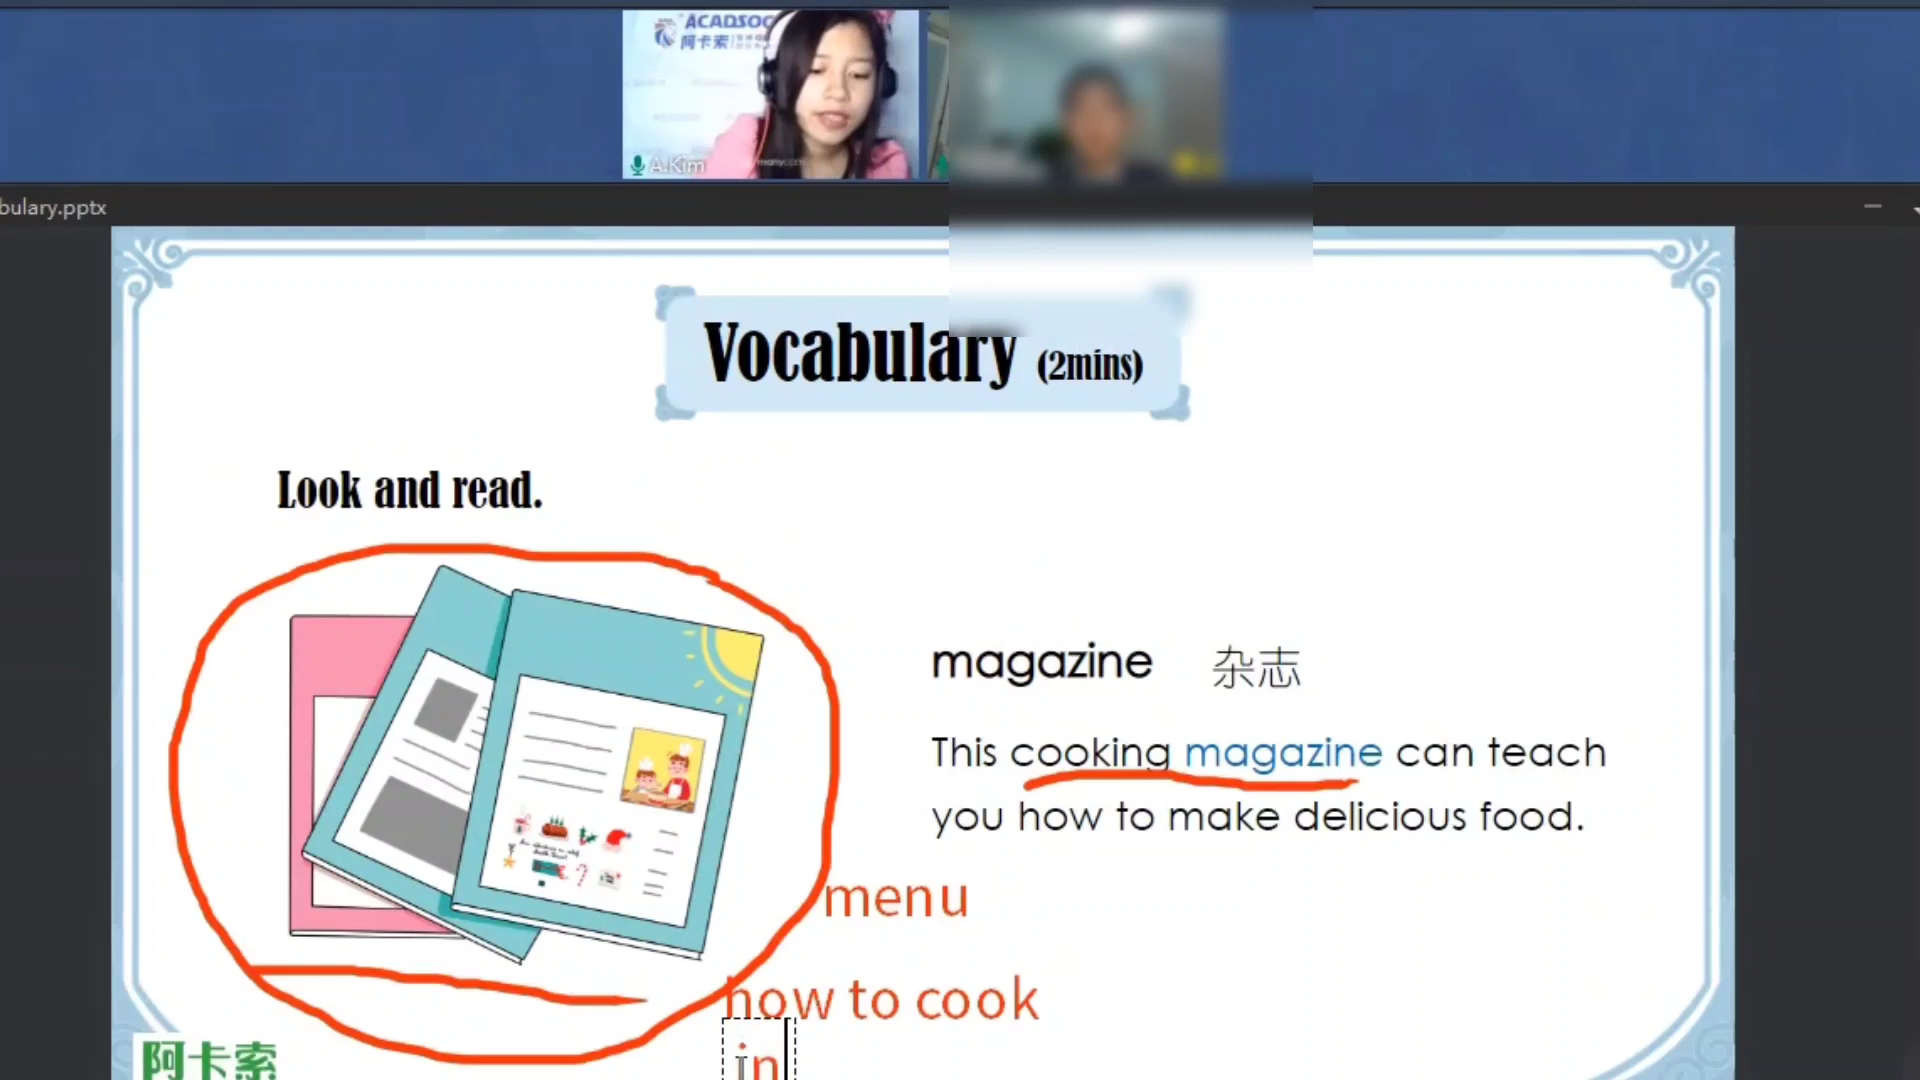 ACADSOC
阿卡索
A.Kim
manycam
bulary.pptx
Vocabulary (2mins)
Look and read.
magazine 杂志
This cooking magazine can teach
you how to make delicious food.
menu
how to cook
in
阿卡索